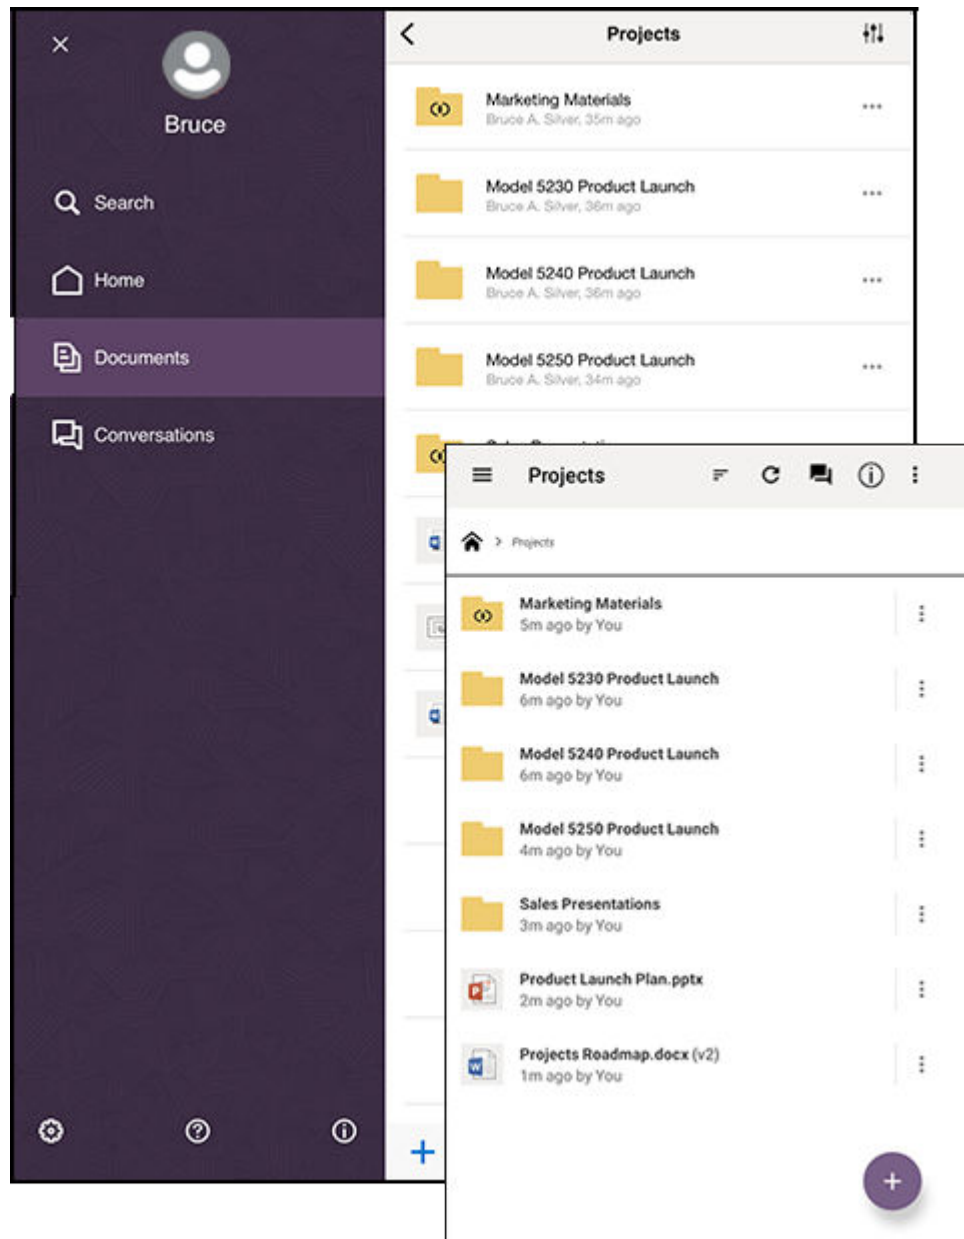 Bruce
Search
Home
Documents
Conversations
Projects
Marketing Materials
Bruce A. Silver, 35m ago
Model 5230 Product Launch
Bruce A. Silver, 36m ago
Model 5240 Product Launch
Bruce A. Silver, 36m ago
Model 5250 Product Launch
Bruce A. Silver, 34m ago
Projects
Projects
Marketing Materials
5m ago by You
Model 5230 Product Launch
6m ago by You
Model 5240 Product Launch
6m ago by You
Model 5250 Product Launch
4m ago by You
Sales Presentations
3m ago by You
Product Launch Plan.pptx
2m ago by You
Projects Roadmap.docx (v2)
1m ago by You